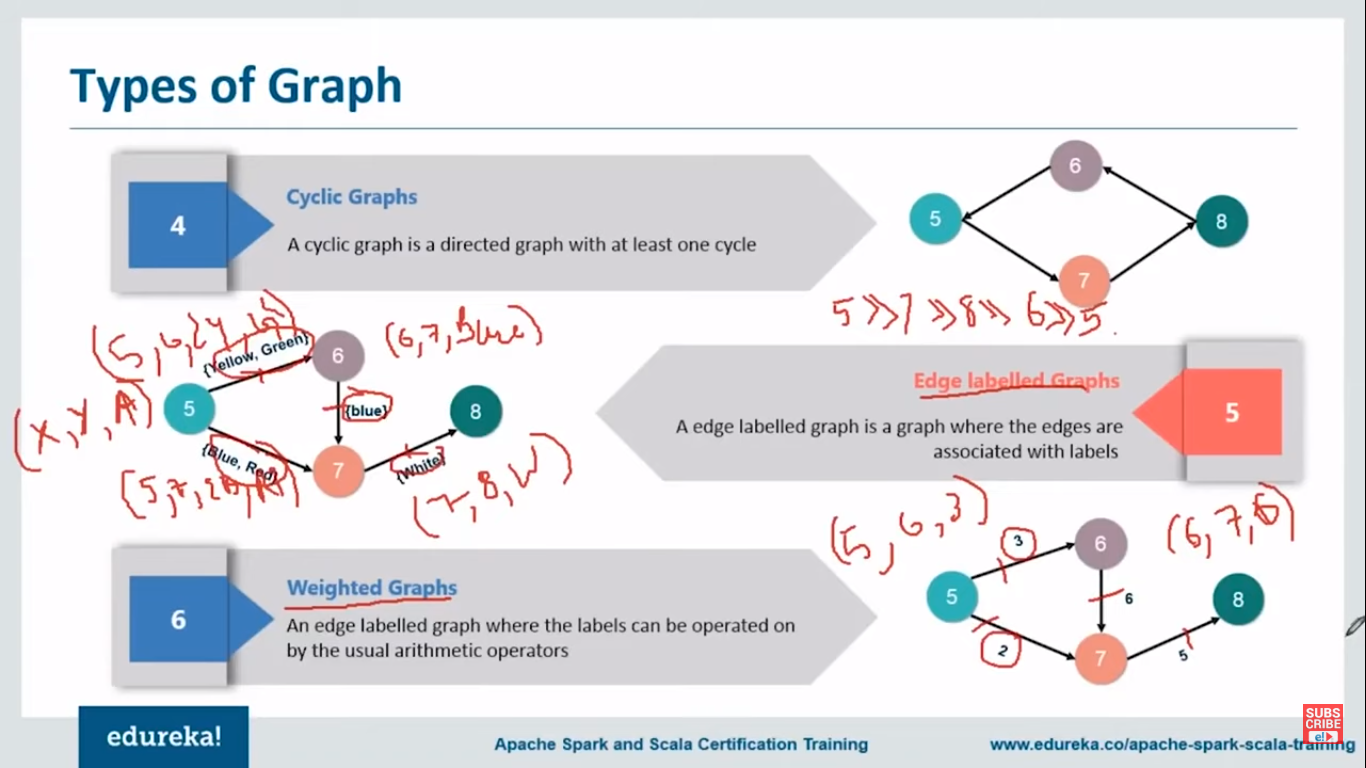 Types of Graph
4
Cyclic Graphs
A cyclic graph is a directed graph with at least one cycle
6
5
8
7
5 >> 7 >> 8 >> 6 >> 5
(5, 6, {Y, G})
(6, 7, Blue)
{Yellow, Green}
6
5
{blue}
8
(X, Y, A)
{Blue, Red}
7
{White}
(7, 8, W)
Edge labelled Graphs
A edge labelled graph is a graph where the edges are
associated with labels
5
6
Weighted Graphs
An edge labelled graph where the labels can be operated on
by the usual arithmetic operators
(5, 6, 3)
(6, 7, 6)
3
6
5
6
8
2
7
5
edureka!
Apache Spark and Scala Certification Training
www.edureka.co/apache-spark-scala-training
SUBS
CRIBE
e!